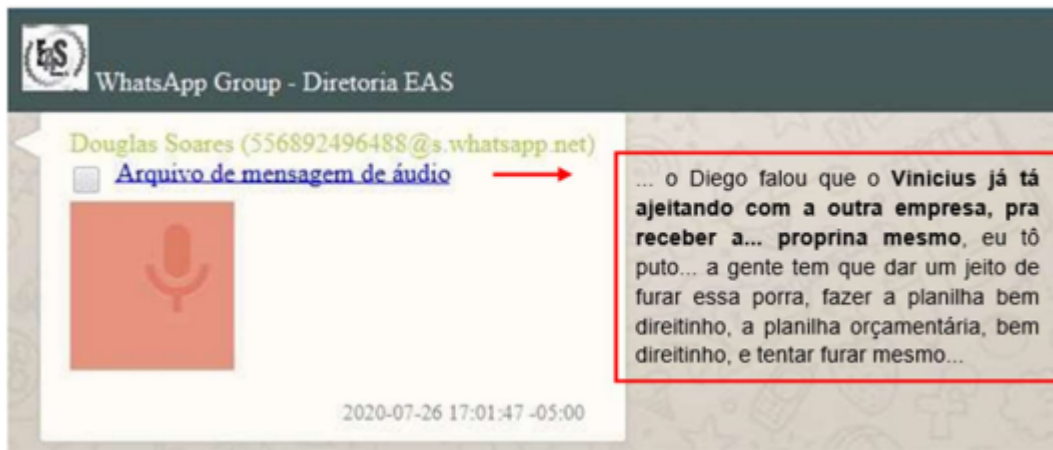 EAS
WhatsApp Group - Diretoria EAS
Douglas Soares (556892496488@s.whatsapp.net)
Arquivo de mensagem de áudio
... o Diego falou que o Vinicius já tá
ajeitando com a outra empresa, pra
receber a... proprina mesmo, eu tô
puto... a gente tem que dar um jeito de
furar essa porra, fazer a planilha bem
direitinho, a planilha orçamentária, bem
direitinho, e tentar furar mesmo...
2020-07-26 17:01:47 -05:00